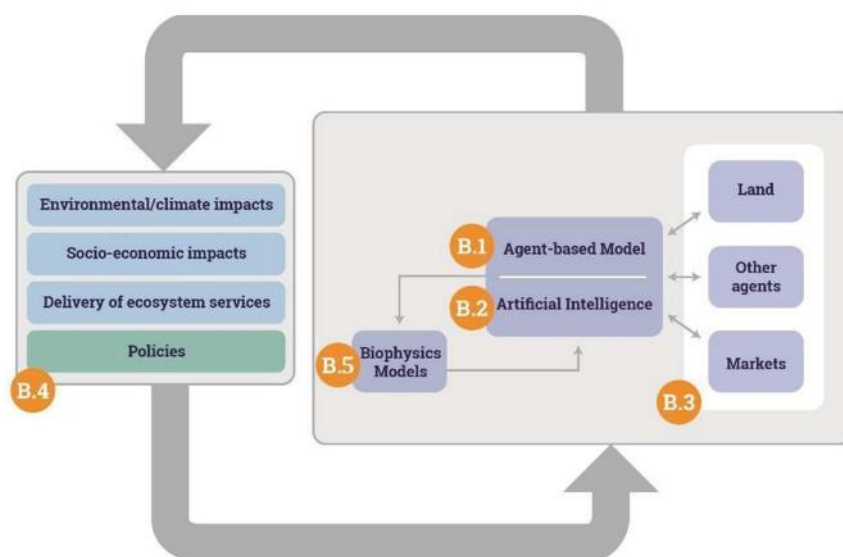 Environmental/climate impacts
Socio-economic impacts
Delivery of ecosystem services
Policies
B.4
B.1
Agent-based Model
B.2
Artificial Intelligence
B.5
Biophysics
Models
Land
Other
agents
Markets
B.3